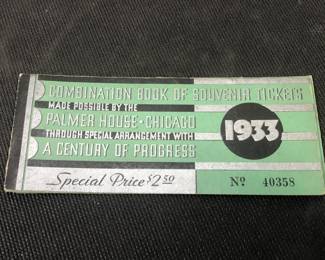 COMBINATION BOOK OF SOUVENIR TICKETS
MADE POSSIBLE BY THE
PALMER HOUSE · CHICAGO
THROUGH SPECIAL ARRANGEMENT WITH
A CENTURY OF PROGRESS
1933
Special Price $2.50
Nº 40358